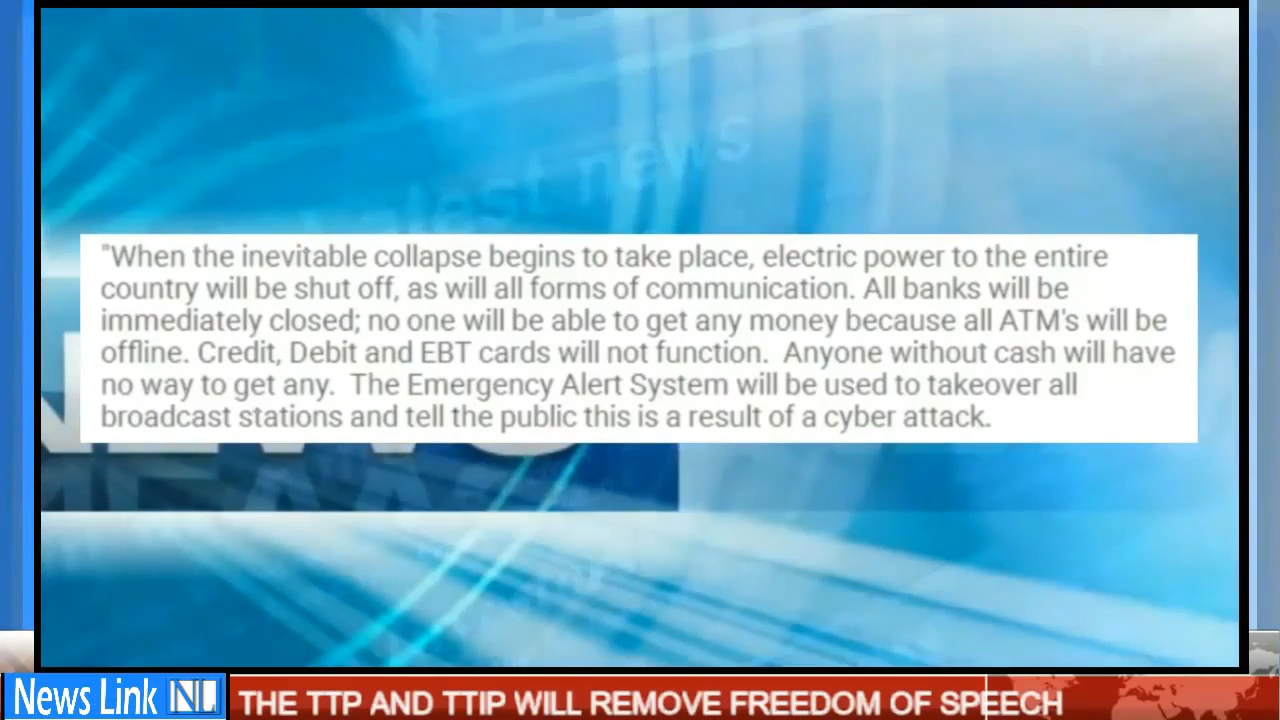 latest news
"When the inevitable collapse begins to take place, electric power to the entire
country will be shut off, as will all forms of communication. All banks will be
immediately closed; no one will be able to get any money because all ATM's will be
offline. Credit, Debit and EBT cards will not function.  Anyone without cash will have
no way to get any.  The Emergency Alert System will be used to takeover all
broadcast stations and tell the public this is a result of a cyber attack.
News Link NL THE TTP AND TTIP WILL REMOVE FREEDOM OF SPEECH